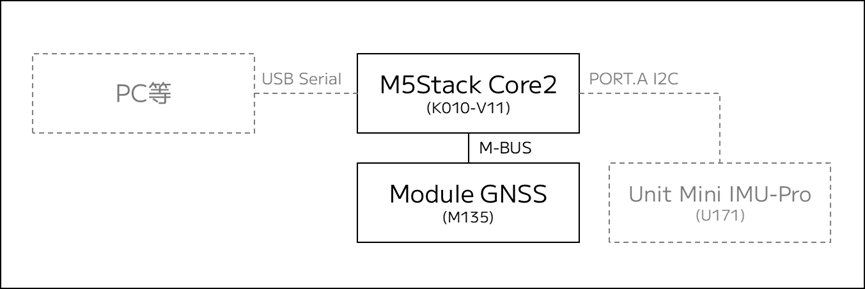 PC等
USB Serial
M5Stack Core2
(K010-V11)
PORT.A I2C
M-BUS
Module GNSS
(M135)
Unit Mini IMU-Pro
(U171)